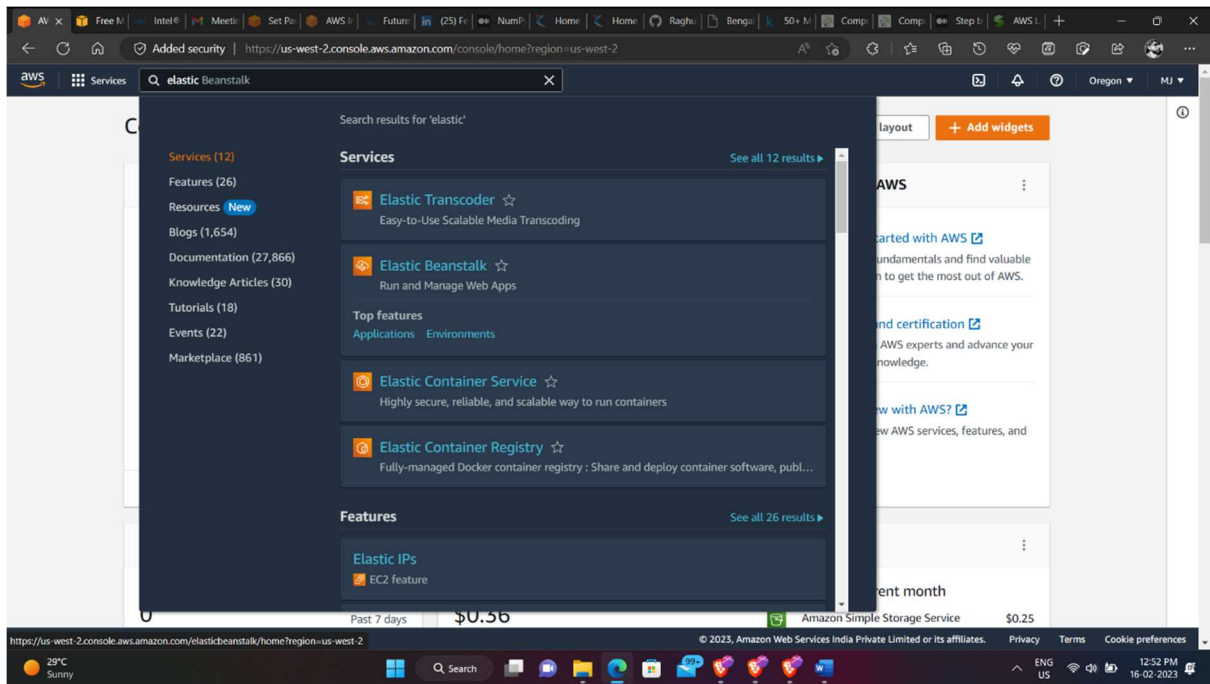 AV
Free M
Intel®
Meetin
Set Pa
AWS I
Future
(25) Fe
NumP
Home
Home
Raghu
Bengal
50+ M
Comp
Comp
Step b
AWS L
Added security https://us-west-2.console.aws.amazon.com/console/home?region=us-west-2
aws Services elastic Beanstalk Oregon MJ
Search results for 'elastic'
layout + Add widgets
Services (12)
Features (26)
Resources New
Blogs (1,654)
Documentation (27,866)
Knowledge Articles (30)
Tutorials (18)
Events (22)
Marketplace (861)
Services See all 12 results
Elastic Transcoder
Easy-to-Use Scalable Media Transcoding
Elastic Beanstalk
Run and Manage Web Apps
Top features
Applications Environments
Elastic Container Service
Highly secure, reliable, and scalable way to run containers
Elastic Container Registry
Fully-managed Docker container registry : Share and deploy container software, publ...
Features See all 26 results
Elastic IPs
EC2 feature
AWS
tarted with AWS
undamentals and find valuable
n to get the most out of AWS.
nd certification
AWS experts and advance your
nowledge.
ew with AWS?
ew AWS services, features, and
rent month
0 Past 7 days $0.36 Amazon Simple Storage Service $0.25
https://us-west-2.console.aws.amazon.com/elasticbeanstalk/home?region=us-west-2
© 2023, Amazon Web Services India Private Limited or its affiliates. Privacy Terms Cookie preferences
29°C
Sunny
Search
99+
ENG
US
12:52 PM
16-02-2023